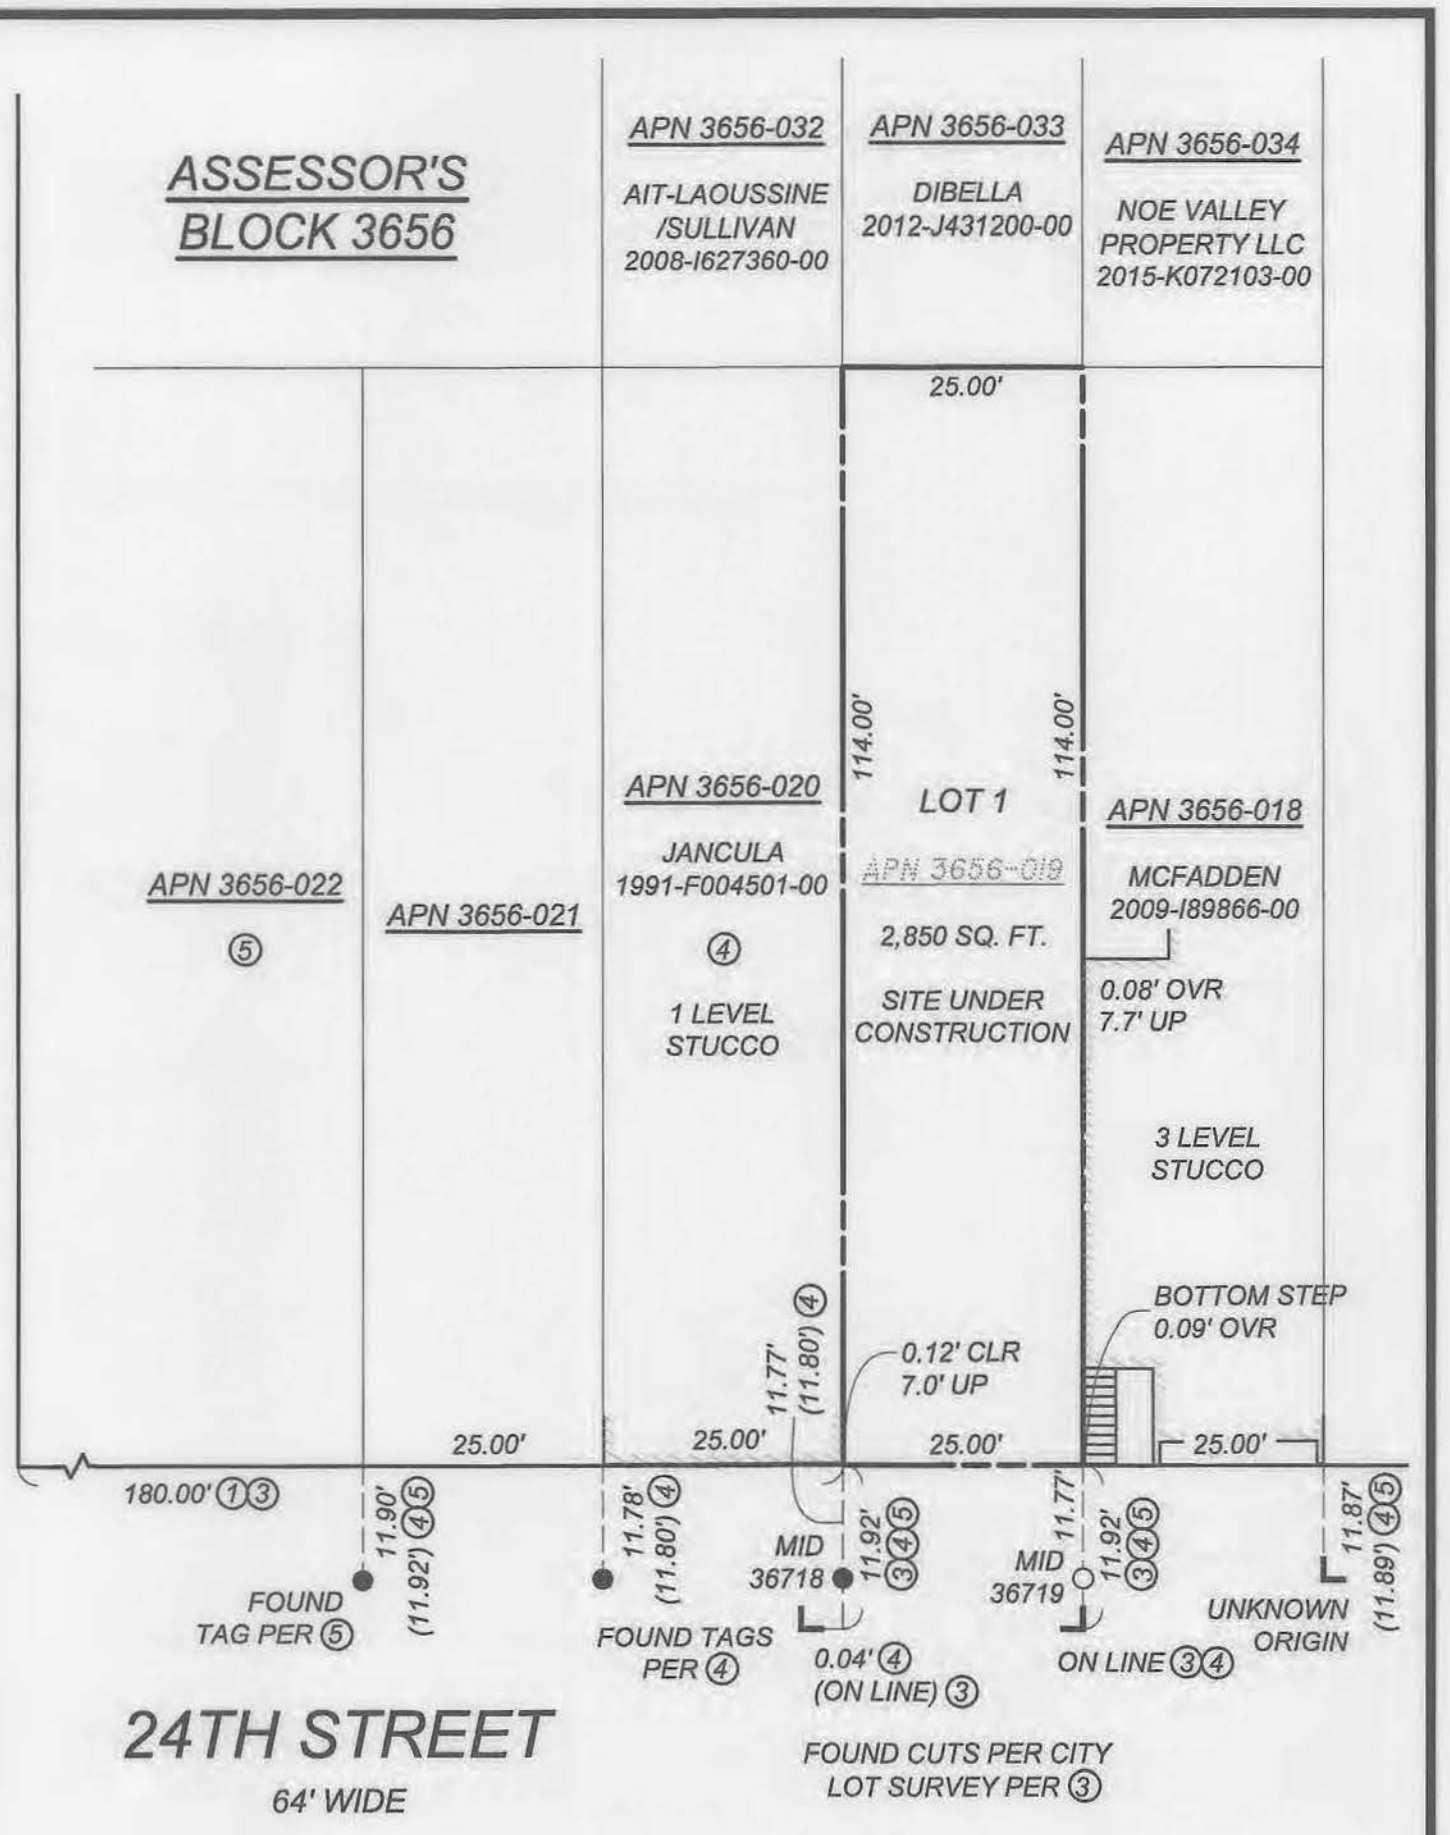 ASSESSOR'S
BLOCK 3656
APN 3656-032
AIT-LAOUSSINE
/SULLIVAN
2008-I627360-00
APN 3656-033
DIBELLA
2012-J431200-00
APN 3656-034
NOE VALLEY
PROPERTY LLC
2015-K072103-00
25.00'
114.00'
114.00'
APN 3656-022
5
APN 3656-021
APN 3656-020
JANCULA
1991-F004501-00
4
1 LEVEL
STUCCO
LOT 1
APN 3656-019
2,850 SQ. FT.
SITE UNDER
CONSTRUCTION
APN 3656-018
MCFADDEN
2009-I89866-00
0.08' OVR
7.7' UP
3 LEVEL
STUCCO
BOTTOM STEP
0.09' OVR
11.77'
(11.80') 4
0.12' CLR
7.0' UP
25.00'
25.00'
25.00'
25.00'
180.00' 1 3
11.90'
(11.92') 4 5
FOUND
TAG PER 5
11.78'
(11.80') 4
FOUND TAGS
PER 4
MID
36718
11.92'
3 4 5
0.04' 4
(ON LINE) 3
11.77'
MID
36719
11.92'
3 4 5
ON LINE 3 4
11.87'
(11.89') 4 5
UNKNOWN
ORIGIN
FOUND CUTS PER CITY
LOT SURVEY PER 3
24TH STREET
64' WIDE